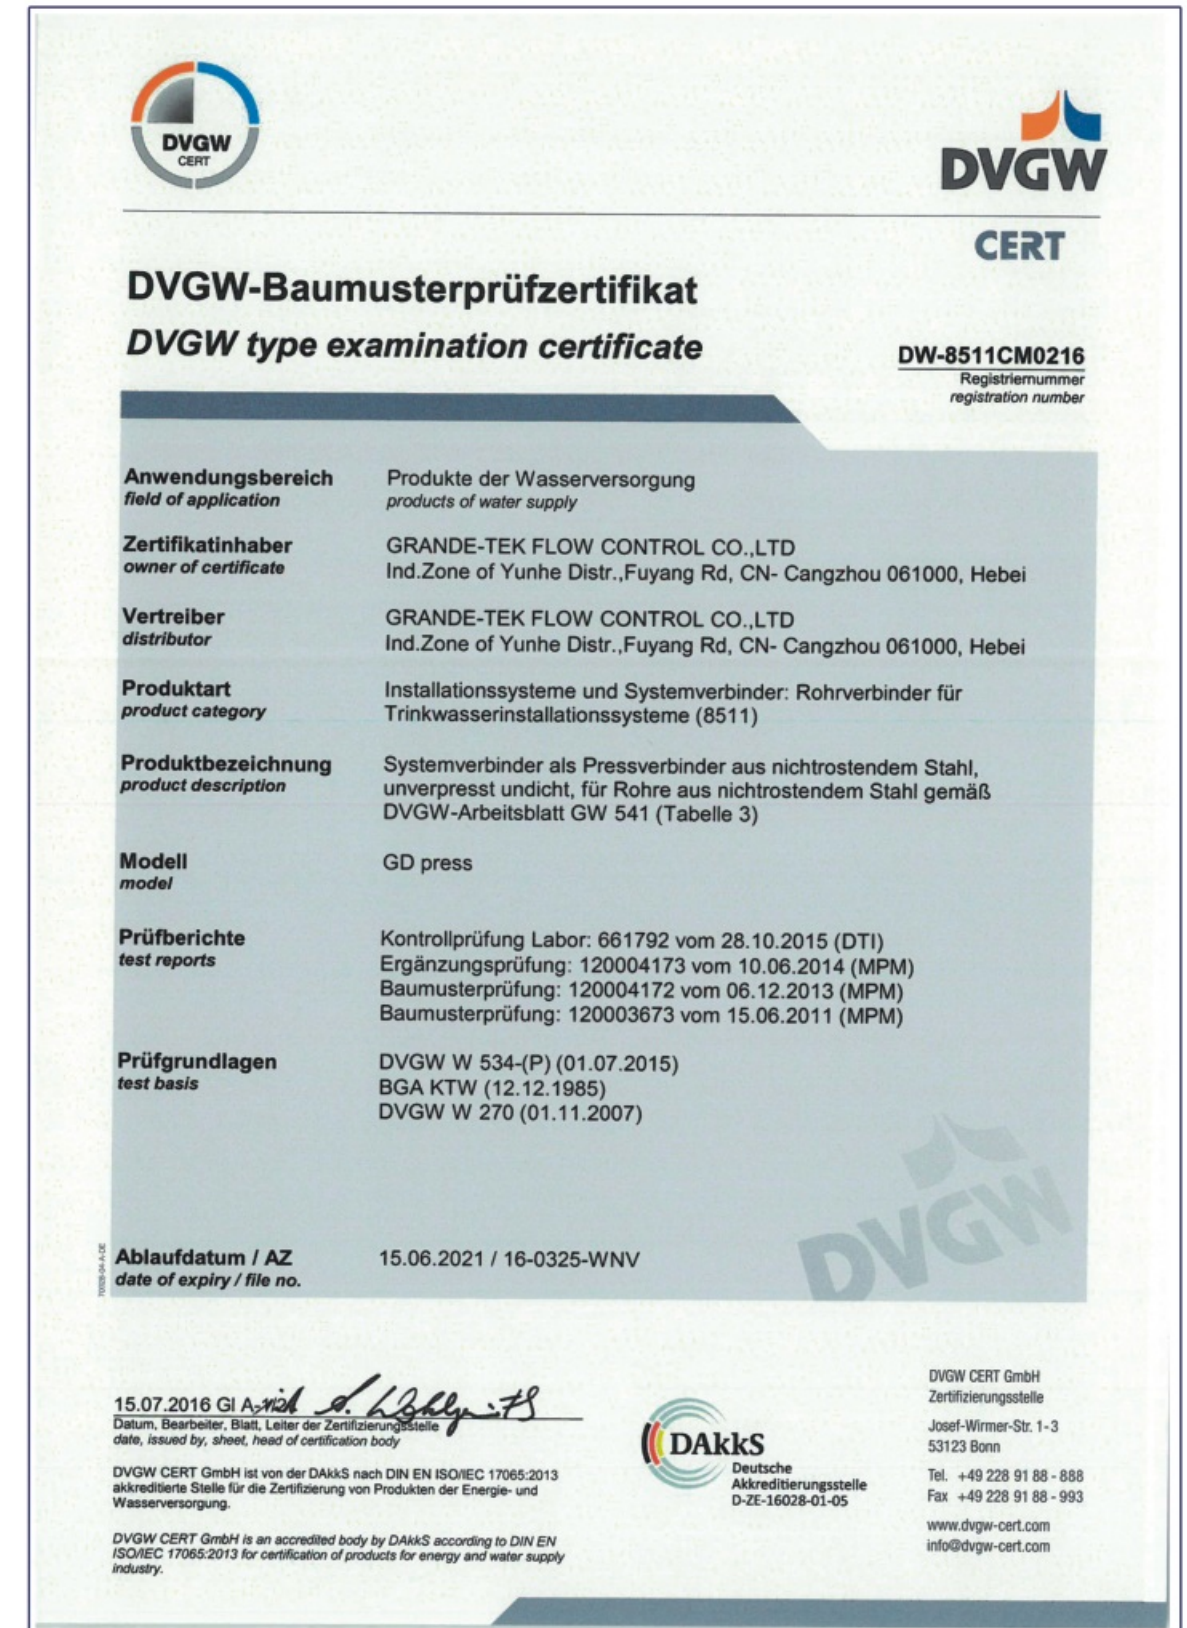 DVGW
CERT
DVGW
CERT
DVGW-Baumusterprüfzertifikat
DVGW type examination certificate
DW-8511CM0216
Registriernummer
registration number
Anwendungsbereich
field of application
Produkte der Wasserversorgung
products of water supply
Zertifikatinhaber
owner of certificate
GRANDE-TEK FLOW CONTROL CO.,LTD
Ind.Zone of Yunhe Distr.,Fuyang Rd, CN- Cangzhou 061000, Hebei
Vertreiber
distributor
GRANDE-TEK FLOW CONTROL CO.,LTD
Ind.Zone of Yunhe Distr.,Fuyang Rd, CN- Cangzhou 061000, Hebei
Produktart
product category
Installationssysteme und Systemverbinder: Rohrverbinder für
Trinkwasserinstallationssysteme (8511)
Produktbezeichnung
product description
Systemverbinder als Pressverbinder aus nichtrostendem Stahl,
unverpresst undicht, für Rohre aus nichtrostendem Stahl gemäß
DVGW-Arbeitsblatt GW 541 (Tabelle 3)
Modell
model
GD press
Prüfberichte
test reports
Kontrollprüfung Labor: 661792 vom 28.10.2015 (DTI)
Ergänzungsprüfung: 120004173 vom 10.06.2014 (MPM)
Baumusterprüfung: 120004172 vom 06.12.2013 (MPM)
Baumusterprüfung: 120003673 vom 15.06.2011 (MPM)
Prüfgrundlagen
test basis
DVGW W 534-(P) (01.07.2015)
BGA KTW (12.12.1985)
DVGW W 270 (01.11.2007)
DVGW
Ablaufdatum / AZ
date of expiry / file no.
15.06.2021 / 16-0325-WNV
15.07.2016 GI
Datum, Bearbeiter, Blatt, Leiter der Zertifizierungsstelle
date, issued by, sheet, head of certification body
DVGW CERT GmbH ist von der DAkkS nach DIN EN ISO/IEC 17065:2013
akkreditierte Stelle für die Zertifizierung von Produkten der Energie- und
Wasserversorgung.
DVGW CERT GmbH is an accredited body by DAkkS according to DIN EN
ISO/IEC 17065:2013 for certification of products for energy and water supply
industry.
DAkkS
Deutsche
Akkreditierungsstelle
D-ZE-16028-01-05
DVGW CERT GmbH
Zertifizierungsstelle
Josef-Wirmer-Str. 1-3
53123 Bonn
Tel. +49 228 91 88 - 888
Fax +49 228 91 88 - 993
www.dvgw-cert.com
info@dvgw-cert.com